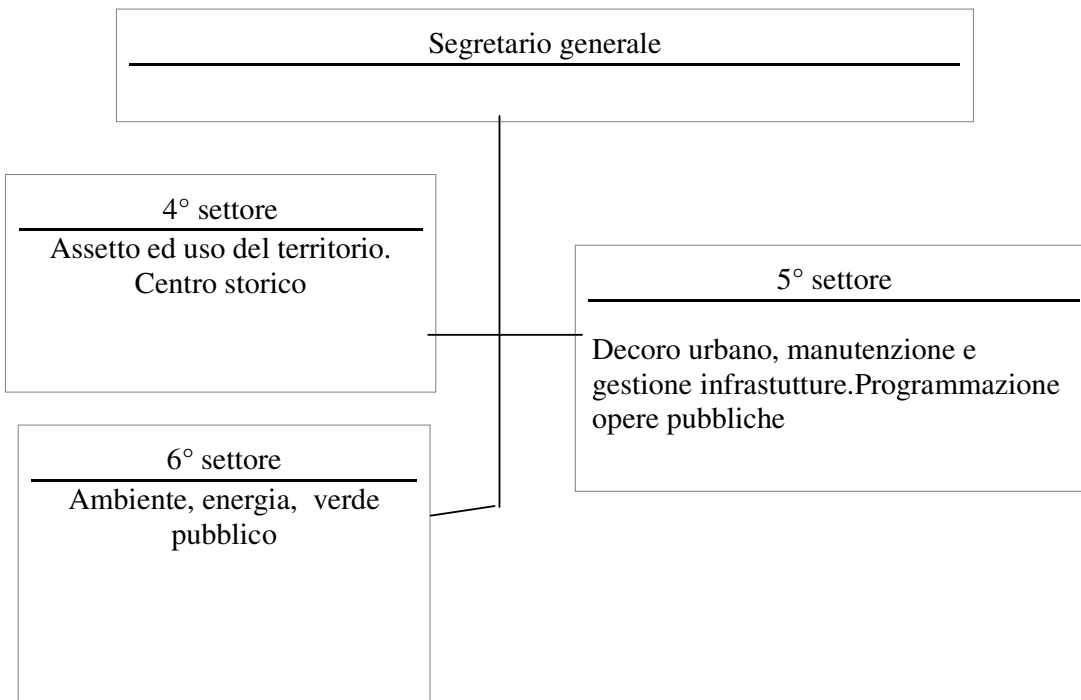 Segretario generale
4° settore
Assetto ed uso del territorio.
Centro storico
5° settore
Decoro urbano, manutenzione e
gestione infrastutture.Programmazione
opere pubbliche
6° settore
Ambiente, energia,  verde
pubblico